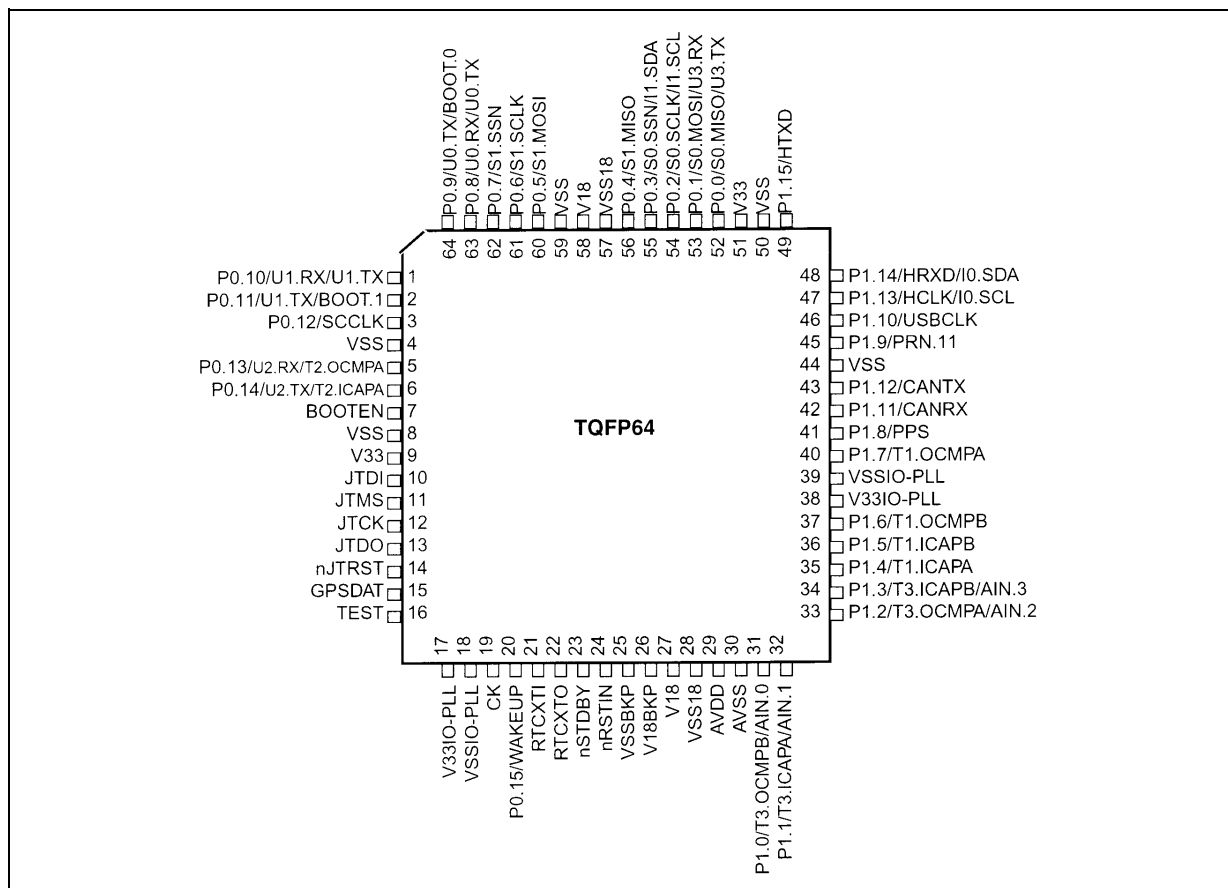 P0.9/U0.TX/BOOT.0
P0.8/U0.RX/U0.TX
P0.7/S1.SSN
P0.6/S1.SCLK
P0.5/S1.MOSI
VSS
V18
VSS18
P0.4/S1.MISO
P0.3/S0.SSN/I1.SDA
P0.2/S0.SCLK/I1.SCL
P0.1/S0.MOSI/U3.RX
P0.0/S0.MISO/U3.TX
V33
VSS
P1.15/HTXD
64 63 62 61 60 59 58 57 56 55 54 53 52 51 50 49
P0.10/U1.RX/U1.TX 1
P0.11/U1.TX/BOOT.1 2
P0.12/SCCLK 3
VSS 4
P0.13/U2.RX/T2.OCMPA 5
P0.14/U2.TX/T2.ICAPA 6
BOOTEN 7
VSS 8
V33 9
JTDI 10
JTMS 11
JTCK 12
JTDO 13
nJTRST 14
GPSDAT 15
TEST 16
TQFP64
48 P1.14/HRXD/I0.SDA
47 P1.13/HCLK/I0.SCL
46 P1.10/USBCLK
45 P1.9/PRN.11
44 VSS
43 P1.12/CANTX
42 P1.11/CANRX
41 P1.8/PPS
40 P1.7/T1.OCMPA
39 VSSIO-PLL
38 V33IO-PLL
37 P1.6/T1.OCMPB
36 P1.5/T1.ICAPB
35 P1.4/T1.ICAPA
34 P1.3/T3.ICAPB/AIN.3
33 P1.2/T3.OCMPA/AIN.2
17 18 19 20 21 22 23 24 25 26 27 28 29 30 31 32
V33IO-PLL
VSSIO-PLL
CK
P0.15/WAKEUP
RTCXTI
RTCXTO
nSTDBY
nRSTIN
VSSBKP
V18BKP
V18
VSS18
AVDD
AVSS
P1.0/T3.OCMPB/AIN.0
P1.1/T3.ICAPA/AIN.1